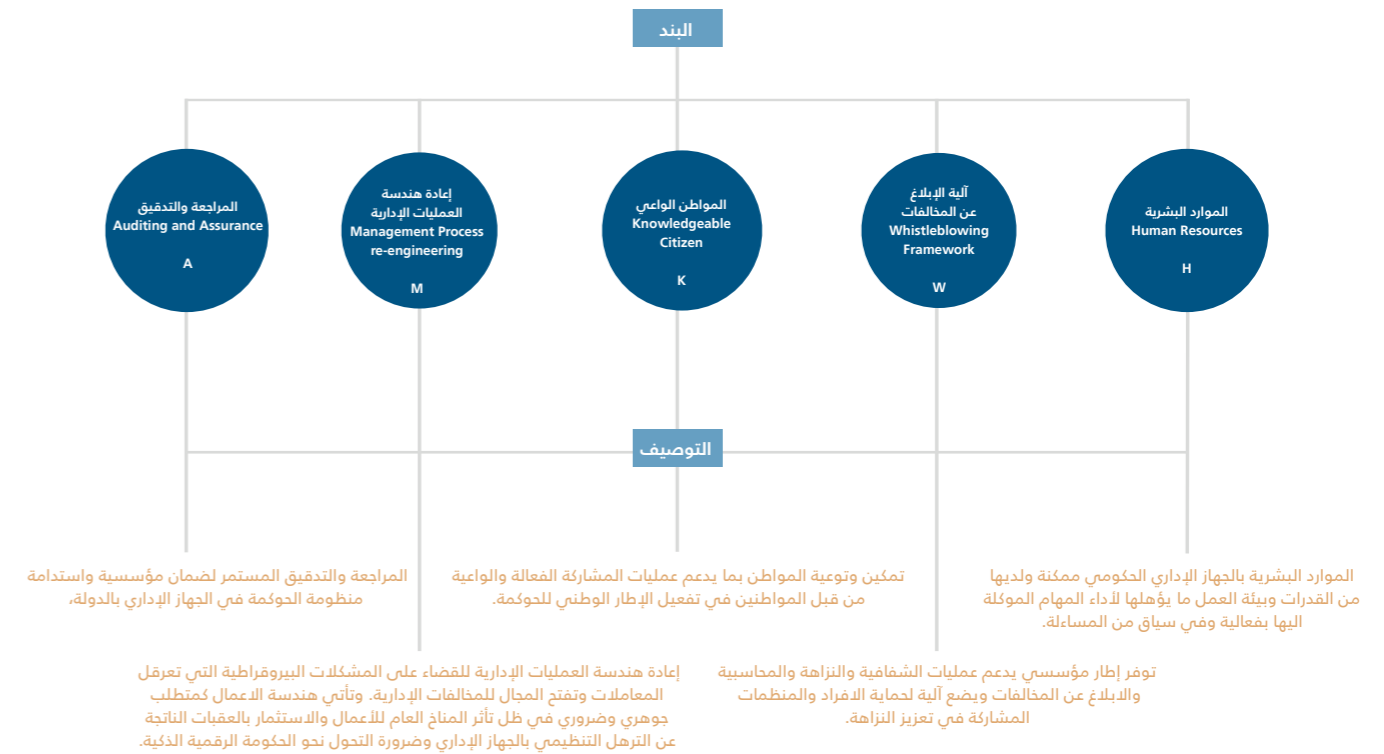 البند
الموارد البشرية
Human Resources
H
آلية الإبلاغ
عن المخالفات
Whistleblowing
Framework
W
المواطن الواعي
Knowledgeable
Citizen
K
إعادة هندسة
العمليات الإدارية
Management Process
re-engineering
M
المراجعة والتدقيق
Auditing and Assurance
A
التوصيف
الموارد البشرية بالجهاز الإداري الحكومي ممكنة ولديها
من القدرات وبيئة العمل ما يؤهلها لأداء المهام الموكلة
اليها بفعالية وفي سياق من المساءلة.
توفر إطار مؤسسي يدعم عمليات الشفافية والنزاهة والمحاسبية
والابلاغ عن المخالفات ويضع آلية لحماية الافراد والمنظمات
المشاركة في تعزيز النزاهة.
تمكين وتوعية المواطن بما يدعم عمليات المشاركة الفعالة والواعية
من قبل المواطنين في تفعيل الإطار الوطني للحوكمة.
إعادة هندسة العمليات الإدارية للقضاء على المشكلات البيروقراطية التي تعرقل
المعاملات وتفتح المجال للمخالفات الإدارية. وتأتي هندسة الاعمال كمتطلب
جوهري وضروري في ظل تأثر المناخ العام للأعمال والاستثمار بالعقبات الناتجة
عن الترهل التنظيمي بالجهاز الإداري وضرورة التحول نحو الحكومة الرقمية الذكية.
المراجعة والتدقيق المستمر لضمان مؤسسية واستدامة
منظومة الحوكمة في الجهاز الإداري بالدولة،